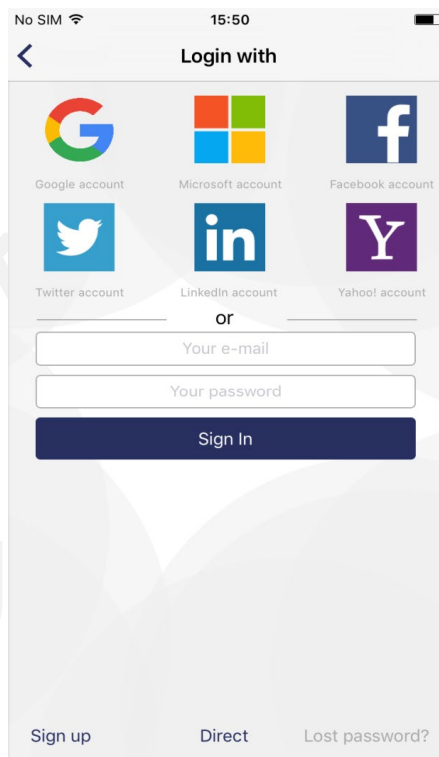 No SIM 15:50
Login with
Google account Microsoft account Facebook account
in
Y
Twitter account LinkedIn account Yahoo! account
or
Your e-mail
Your password
Sign In
Sign up Direct Lost password?